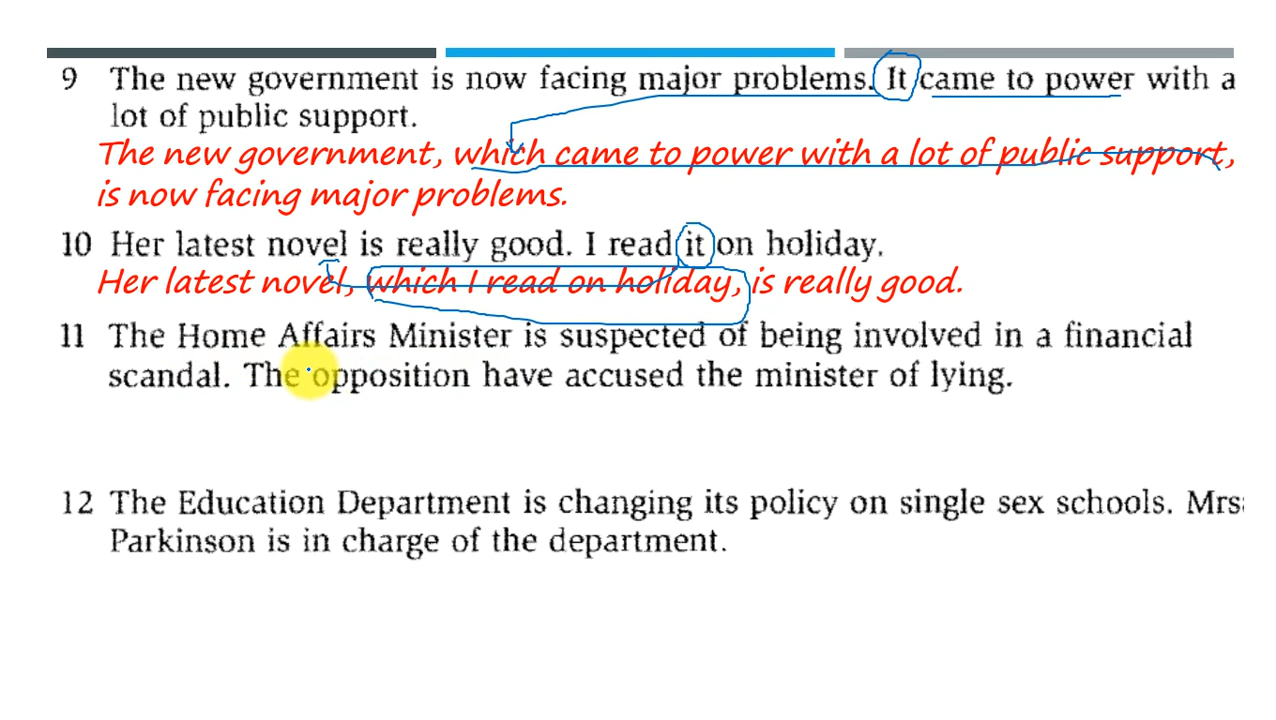 9 The new government is now facing major problems. It came to power with a
lot of public support.
The new government, which came to power with a lot of public support,
is now facing major problems.
10 Her latest novel is really good. I read it on holiday.
Her latest novel, which I read on holiday, is really good.
11 The Home Affairs Minister is suspected of being involved in a financial
scandal. The opposition have accused the minister of lying.
12 The Education Department is changing its policy on single sex schools. Mrs
Parkinson is in charge of the department.